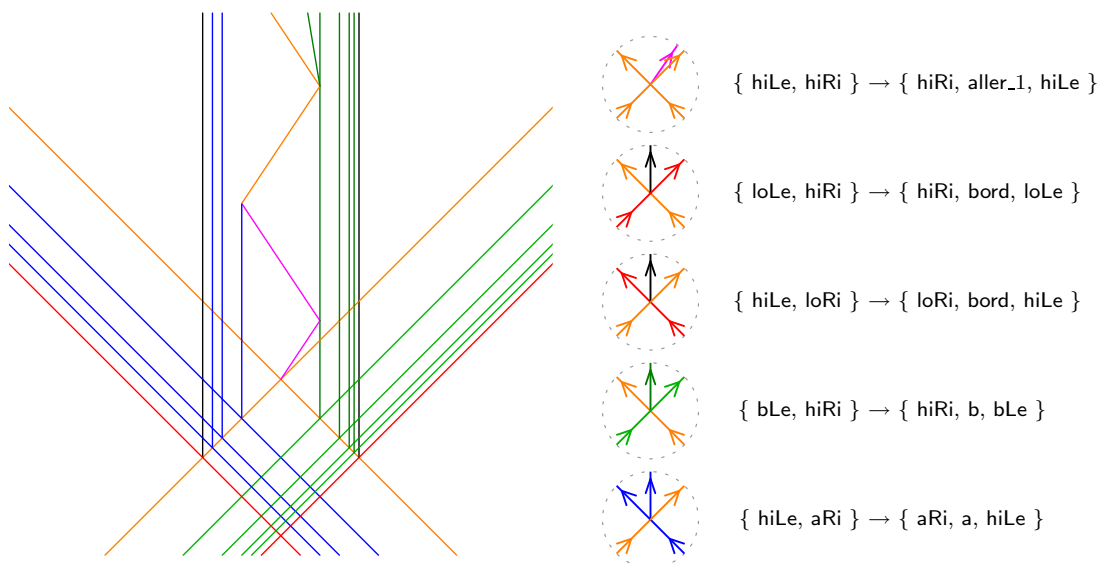 { hiLe, hiRi } → { hiRi, aller_1, hiLe }
{ loLe, hiRi } → { hiRi, bord, loLe }
{ hiLe, loRi } → { loRi, bord, hiLe }
{ bLe, hiRi } → { hiRi, b, bLe }
{ hiLe, aRi } → { aRi, a, hiLe }